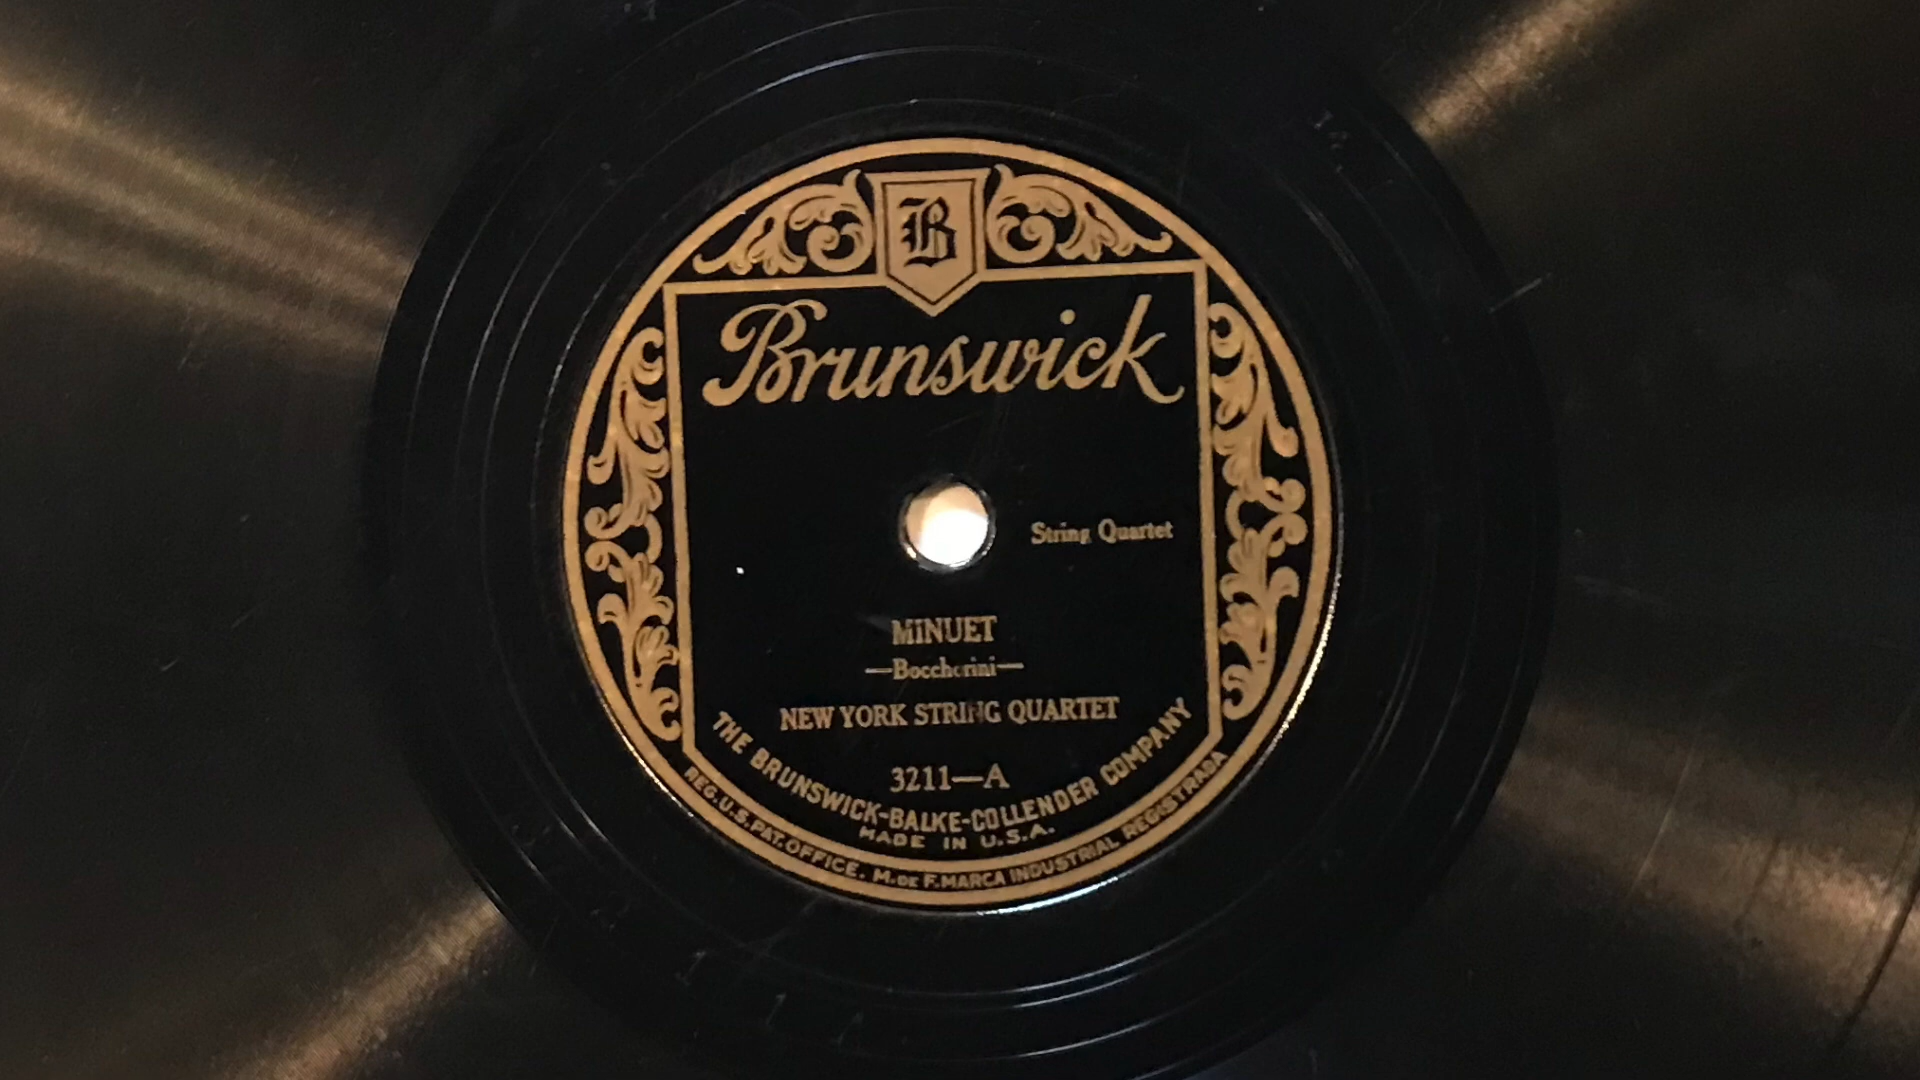 B
Brunswick
String Quartet
MINUET
—Boccherini—
NEW YORK STRING QUARTET
3211—A
THE BRUNSWICK-BALKE-COLLENDER COMPANY
MADE IN U.S.A.
REG.U.S.PAT.OFFICE. M.DE F.MARCA INDUSTRIAL REGISTRADA